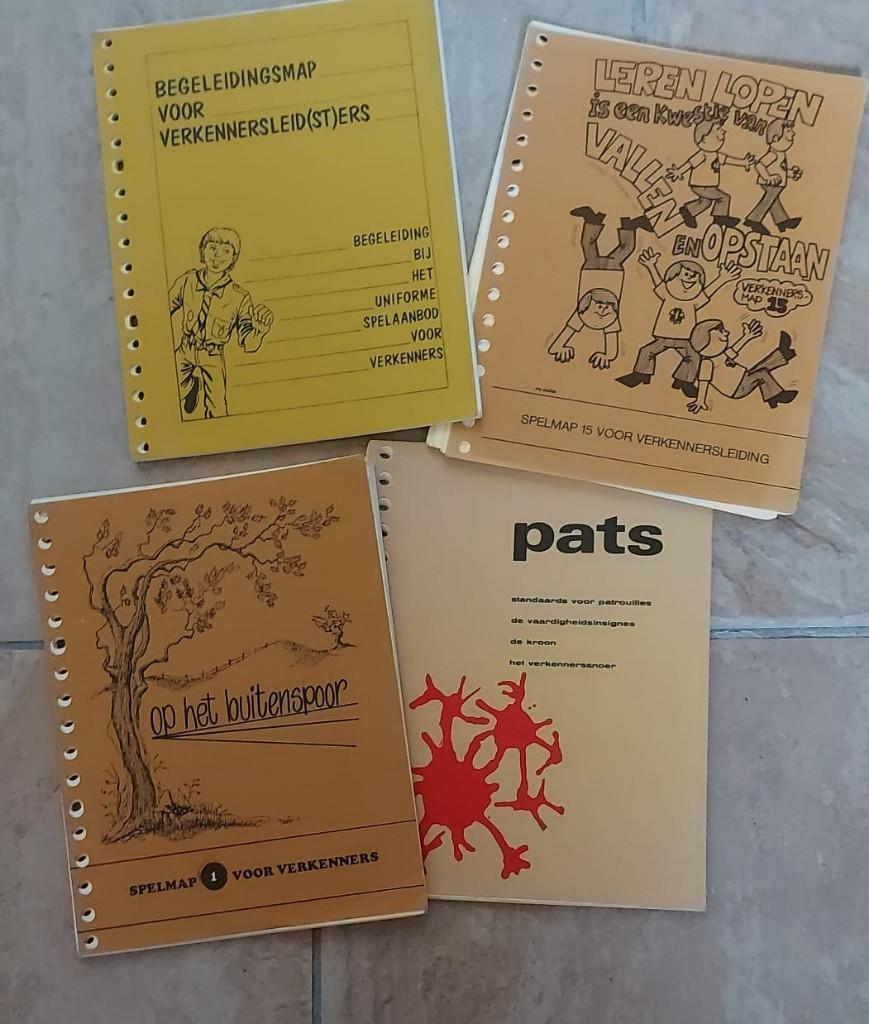 BEGELEIDINGSMAP
VOOR
VERKENNERSLEID(ST)ERS
BEGELEIDING
BIJ
HET
UNIFORME
SPELAANBOD
VOOR
VERKENNERS
LEREN LOPEN
is een kwestie van
VALLEN
EN OPSTAAN
VERKENNERS-
MAP 15
SPELMAP 15 VOOR VERKENNERSLEIDING
op het buitenspoor
SPELMAP 1 VOOR VERKENNERS
pats
standaards voor patrouilles
de vaardigheidsinsignes
de kroon
het verkennerssnoer